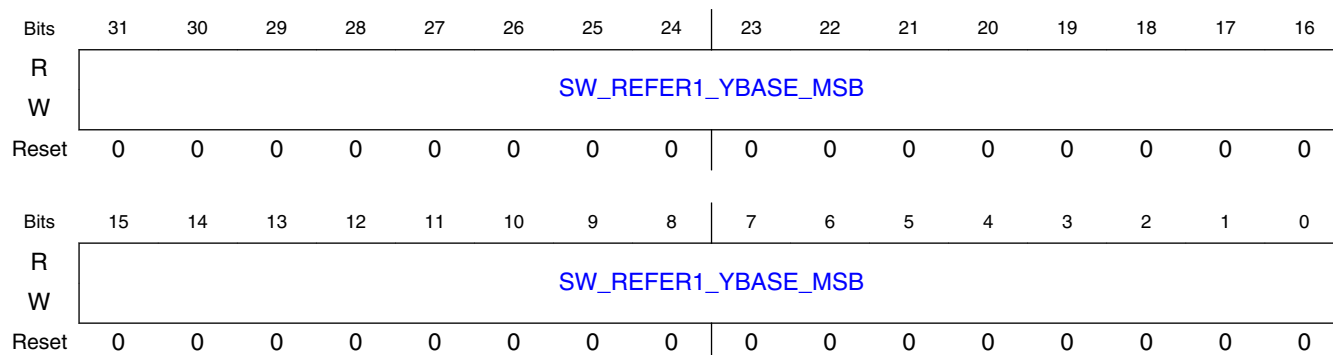 Bits 31 30 29 28 27 26 25 24 23 22 21 20 19 18 17 16
R
SW_REFER1_YBASE_MSB
W
Reset 0 0 0 0 0 0 0 0 0 0 0 0 0 0 0 0
Bits 15 14 13 12 11 10 9 8 7 6 5 4 3 2 1 0
R
SW_REFER1_YBASE_MSB
W
Reset 0 0 0 0 0 0 0 0 0 0 0 0 0 0 0 0